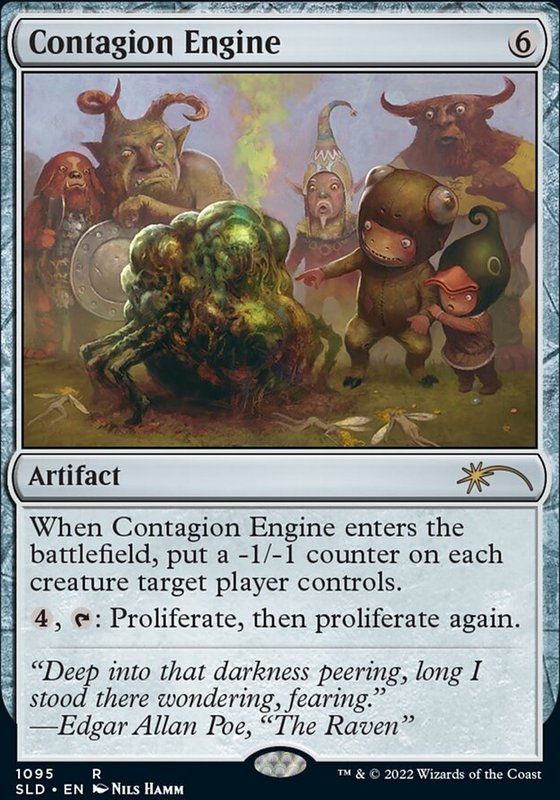 Contagion Engine 6
Artifact
When Contagion Engine enters the
battlefield, put a -1/-1 counter on each
creature target player controls.
4, : Proliferate, then proliferate again.
“Deep into that darkness peering, long I
stood there wondering, fearing.”
—Edgar Allan Poe, “The Raven”
1095 R
SLD • EN Nils Hamm
™ & © 2022 Wizards of the Coast